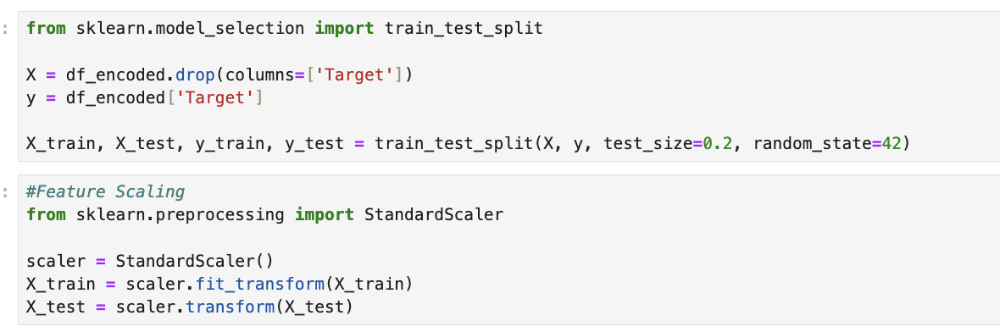 :
from sklearn.model_selection import train_test_split
X = df_encoded.drop(columns=['Target'])
y = df_encoded['Target']
X_train, X_test, y_train, y_test = train_test_split(X, y, test_size=0.2, random_state=42)
:
#Feature Scaling
from sklearn.preprocessing import StandardScaler
scaler = StandardScaler()
X_train = scaler.fit_transform(X_train)
X_test = scaler.transform(X_test)